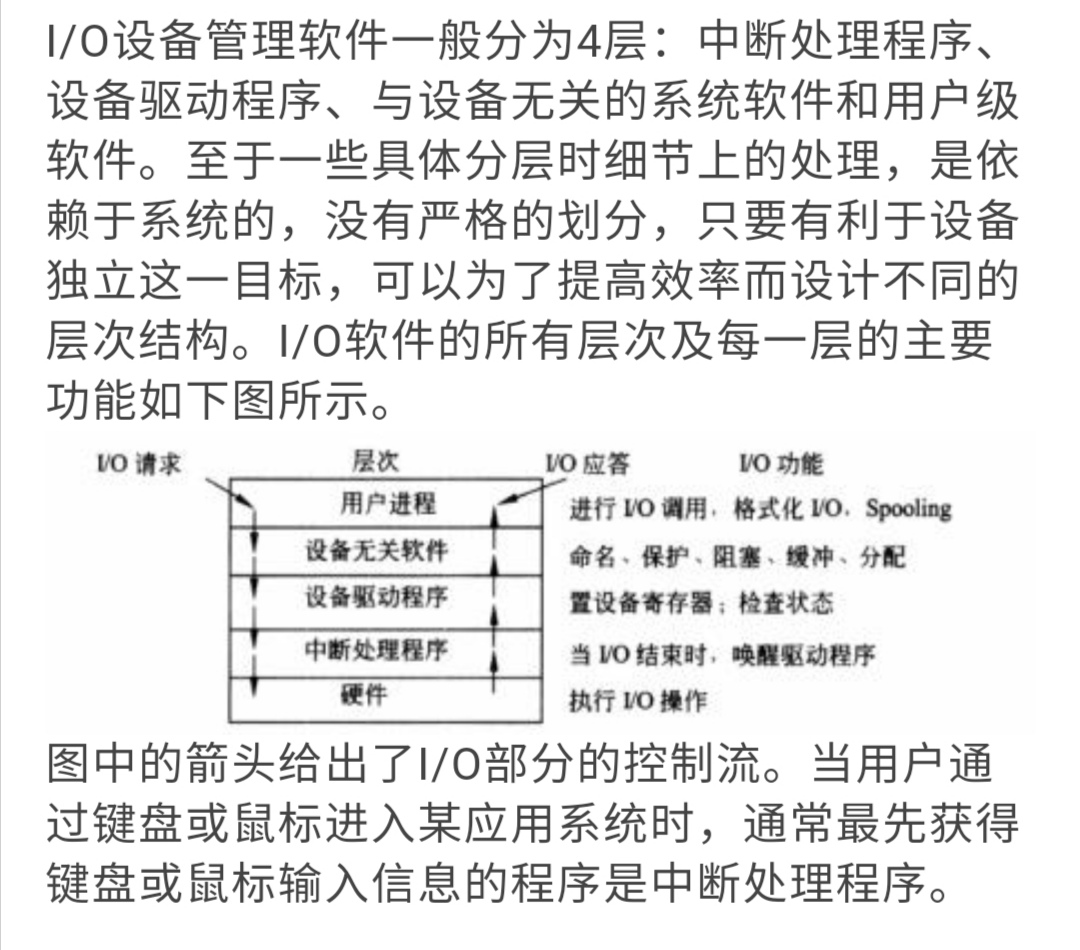 I/O设备管理软件一般分为4层：中断处理程序、
设备驱动程序、与设备无关的系统软件和用户级
软件。至于一些具体分层时细节上的处理，是依
赖于系统的，没有严格的划分，只要有利于设备
独立这一目标，可以为了提高效率而设计不同的
层次结构。I/O软件的所有层次及每一层的主要
功能如下图所示。
I/O 请求 层次 I/O 应答 I/O 功能
用户进程 进行 I/O 调用，格式化 I/O，Spooling
设备无关软件 命名、保护、阻塞、缓冲、分配
设备驱动程序 置设备寄存器；检查状态
中断处理程序 当 I/O 结束时，唤醒驱动程序
硬件 执行 I/O 操作
图中的箭头给出了I/O部分的控制流。当用户通
过键盘或鼠标进入某应用系统时，通常最先获得
键盘或鼠标输入信息的程序是中断处理程序。